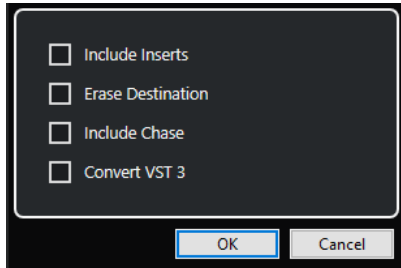 Include Inserts
Erase Destination
Include Chase
Convert VST 3
OK
Cancel